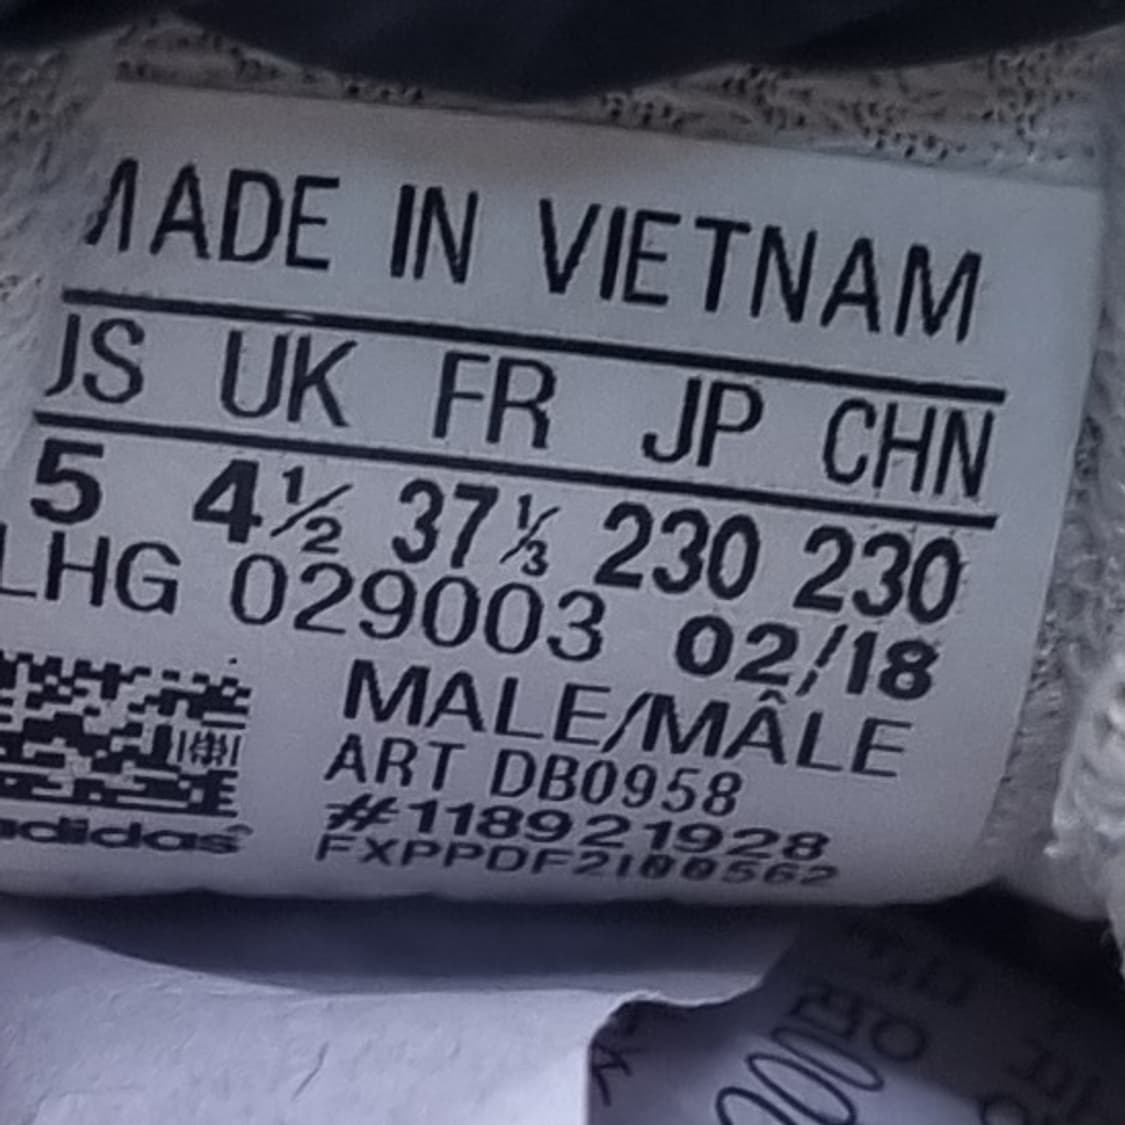 MADE IN VIETNAM
US UK FR JP CHN
5 4½ 37⅓ 230 230
LHG 029003 02/18
MALE/MÂLE
ART DB0958
#118921928
FXPPDF2100562
adidas